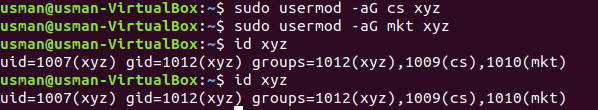 usman@usman-VirtualBox:~$ sudo usermod -aG cs xyz
usman@usman-VirtualBox:~$ sudo usermod -aG mkt xyz
usman@usman-VirtualBox:~$ id xyz
uid=1007(xyz) gid=1012(xyz) groups=1012(xyz),1009(cs),1010(mkt)
usman@usman-VirtualBox:~$ id xyz
uid=1007(xyz) gid=1012(xyz) groups=1012(xyz),1009(cs),1010(mkt)